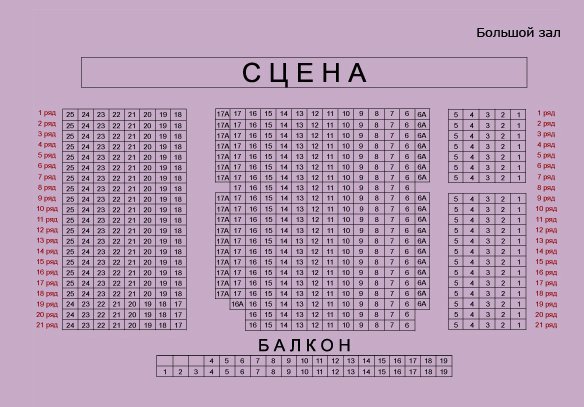 Большой зал
СЦЕНА
1 ряд 25 24 23 22 21 20 19 18 17А 17 16 15 14 13 12 11 10 9 8 7 6 6А 5 4 3 2 1 1 ряд
2 ряд 25 24 23 22 21 20 19 18 17А 17 16 15 14 13 12 11 10 9 8 7 6 6А 5 4 3 2 1 2 ряд
3 ряд 25 24 23 22 21 20 19 18 17А 17 16 15 14 13 12 11 10 9 8 7 6 6А 5 4 3 2 1 3 ряд
4 ряд 25 24 23 22 21 20 19 18 17А 17 16 15 14 13 12 11 10 9 8 7 6 6А 5 4 3 2 1 4 ряд
5 ряд 25 24 23 22 21 20 19 18 17А 17 16 15 14 13 12 11 10 9 8 7 6 6А 5 4 3 2 1 5 ряд
6 ряд 25 24 23 22 21 20 19 18 17А 17 16 15 14 13 12 11 10 9 8 7 6 6А 5 4 3 2 1 6 ряд
7 ряд 25 24 23 22 21 20 19 18 17А 17 16 15 14 13 12 11 10 9 8 7 6 6А 5 4 3 2 1 7 ряд
8 ряд 25 24 23 22 21 20 19 18 17 16 15 14 13 12 11 10 9 8 7 6 8 ряд
9 ряд 25 24 23 22 21 20 19 18 17А 17 16 15 14 13 12 11 10 9 8 7 6 6А 5 4 3 2 1 9 ряд
10 ряд 25 24 23 22 21 20 19 18 17А 17 16 15 14 13 12 11 10 9 8 7 6 6А 5 4 3 2 1 10 ряд
11 ряд 25 24 23 22 21 20 19 18 17А 17 16 15 14 13 12 11 10 9 8 7 6 6А 5 4 3 2 1 11 ряд
12 ряд 25 24 23 22 21 20 19 18 17А 17 16 15 14 13 12 11 10 9 8 7 6 6А 5 4 3 2 1 12 ряд
13 ряд 25 24 23 22 21 20 19 18 17А 17 16 15 14 13 12 11 10 9 8 7 6 6А 5 4 3 2 1 13 ряд
14 ряд 25 24 23 22 21 20 19 18 17А 17 16 15 14 13 12 11 10 9 8 7 6 6А 5 4 3 2 1 14 ряд
15 ряд 25 24 23 22 21 20 19 18 17А 17 16 15 14 13 12 11 10 9 8 7 6 6А 5 4 3 2 1 15 ряд
16 ряд 25 24 23 22 21 20 19 18 17А 17 16 15 14 13 12 11 10 9 8 7 6 6А 5 4 3 2 1 16 ряд
17 ряд 25 24 23 22 21 20 19 18 17А 17 16 15 14 13 12 11 10 9 8 7 6 6А 5 4 3 2 1 17 ряд
18 ряд 25 24 23 22 21 20 19 18 17А 17 16 15 14 13 12 11 10 9 8 7 6 6А 5 4 3 2 1 18 ряд
19 ряд 24 23 22 21 20 19 18 17 16А 16 15 14 13 12 11 10 9 8 7 6 6А 5 4 3 2 1 19 ряд
20 ряд 24 23 22 21 20 19 18 17 16 15 14 13 12 11 10 9 8 7 6 5 4 3 2 1 20 ряд
21 ряд 24 23 22 21 20 19 18 17 16 15 14 13 12 11 10 9 8 7 6 5 4 3 2 1 21 ряд
БАЛКОН
4 5 6 7 8 9 10 11 12 13 14 15 16 17 18 19
1 2 3 4 5 6 7 8 9 10 11 12 13 14 15 16 17 18 19